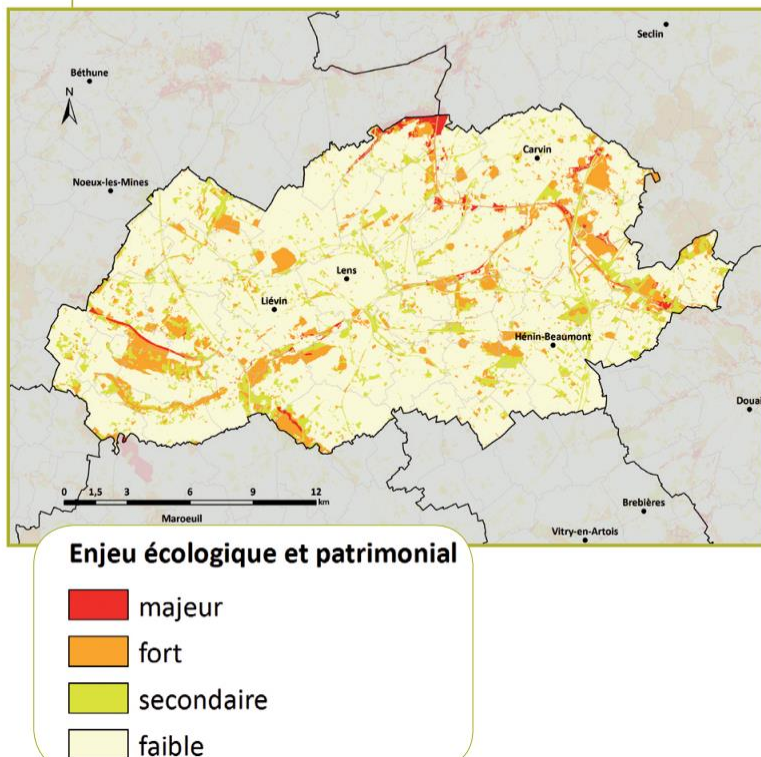 Seclin
Béthune
N
Carvin
Noeux-les-Mines
Lens
Liévin
Hénin-Beaumont
Douai
0 1,5 3 6 9 12
km
Brebières
Maroeuil
Vitry-en-Artois
Enjeu écologique et patrimonial
majeur
fort
secondaire
faible